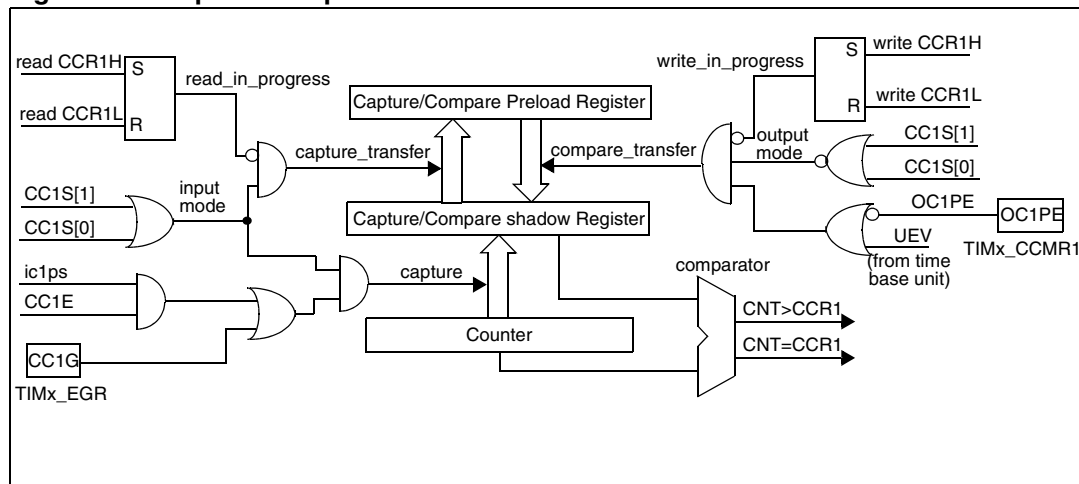 read CCR1H
S
read_in_progress
read CCR1L
R
write_in_progress
S
write CCR1H
R
write CCR1L
Capture/Compare Preload Register
capture_transfer
compare_transfer
output
mode
CC1S[1]
CC1S[0]
CC1S[1]
CC1S[0]
input
mode
Capture/Compare shadow Register
OC1PE
OC1PE
UEV
TIMx_CCMR1
(from time
base unit)
ic1ps
CC1E
capture
comparator
CC1G
TIMx_EGR
Counter
CNT>CCR1
CNT=CCR1